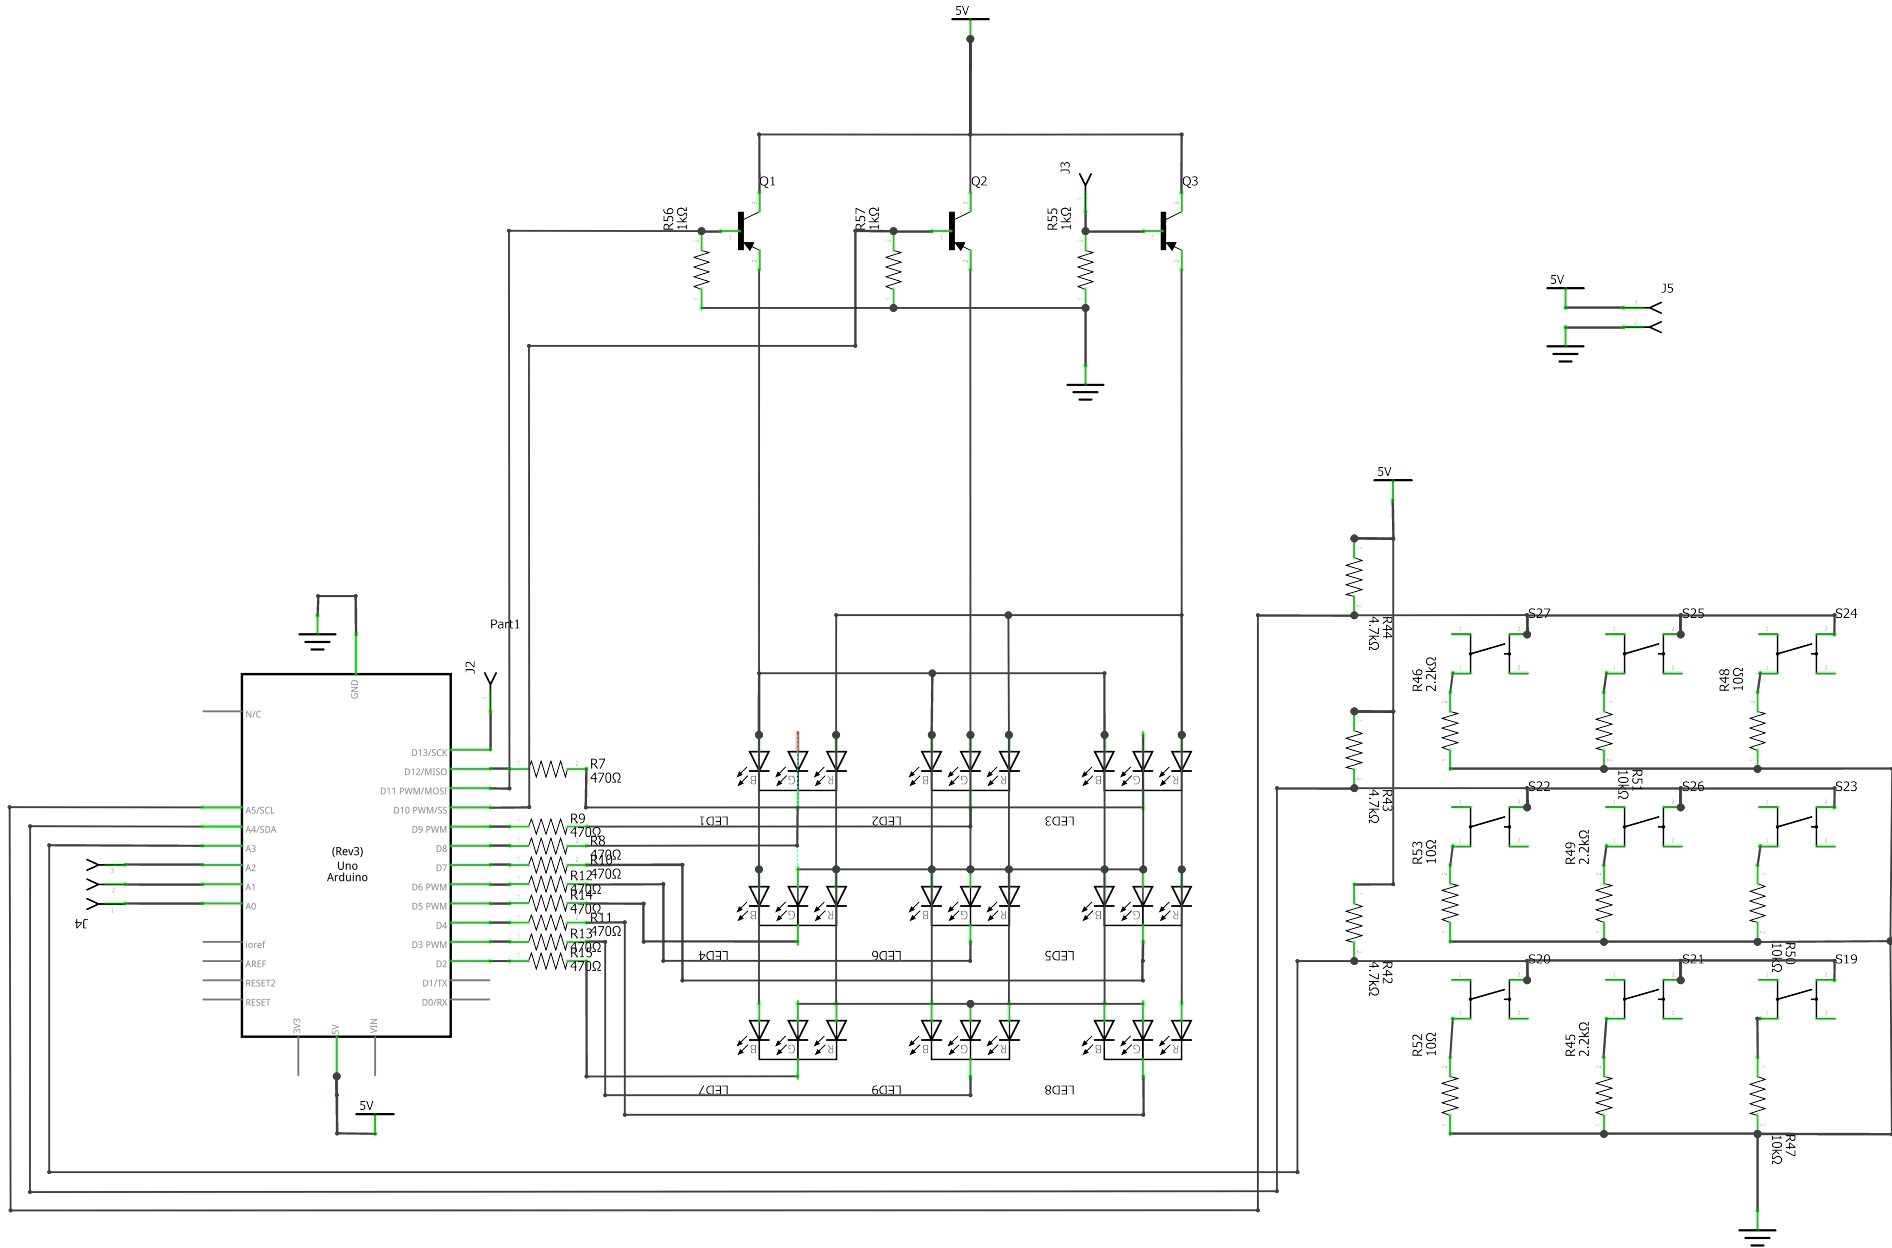 5V
Q1
Q2
J3
Q3
R56
1kΩ
R57
1kΩ
R55
1kΩ
5V
J5
5V
Part1
J2
GND
N/C
D13/SCK
D12/MISO
D11 PWM/MOSI
D10 PWM/SS
D9 PWM
D8
D7
D6 PWM
D5 PWM
D4
D3 PWM
D2
D1/TX
D0/RX
A5/SCL
A4/SDA
A3
A2
A1
A0
ioref
AREF
RESET2
RESET
(Rev3)
Uno
Arduino
3V3
5V
VIN
5V
J4
R7
470Ω
R9
470Ω
R8
470Ω
R10
470Ω
R12
470Ω
R14
470Ω
R11
470Ω
R13
470Ω
R15
470Ω
B
G
R
B
G
R
B
G
R
LED1
LED2
LED3
B
G
R
B
G
R
B
G
R
LED4
LED6
LED5
B
G
R
B
G
R
B
G
R
LED7
LED9
LED8
R44
4.7kΩ
S27
S25
S24
R46
2.2kΩ
R48
10Ω
R51
10kΩ
R43
4.7kΩ
S22
S26
S23
R53
10Ω
R49
2.2kΩ
R50
10kΩ
R42
4.7kΩ
S20
S21
S19
R52
10Ω
R45
2.2kΩ
R47
10kΩ